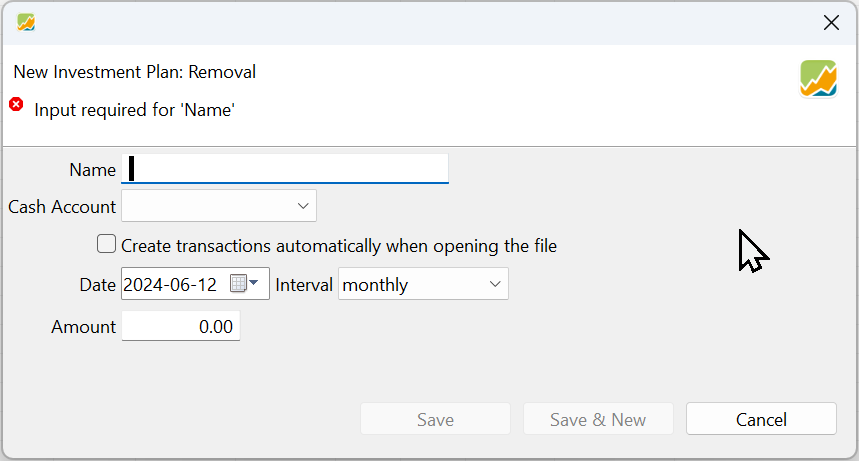 New Investment Plan: Removal
Input required for 'Name'
Name
Cash Account
Create transactions automatically when opening the file
Date 2024-06-12 Interval monthly
Amount 0.00
Save Save & New Cancel